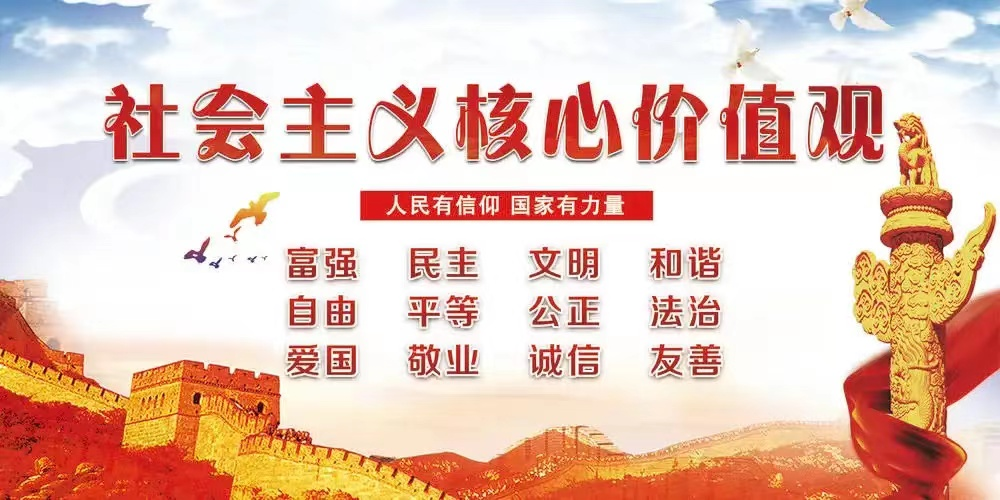 社会主义核心价值观
人民有信仰 国家有力量
富强 民主 文明 和谐
自由 平等 公正 法治
爱国 敬业 诚信 友善